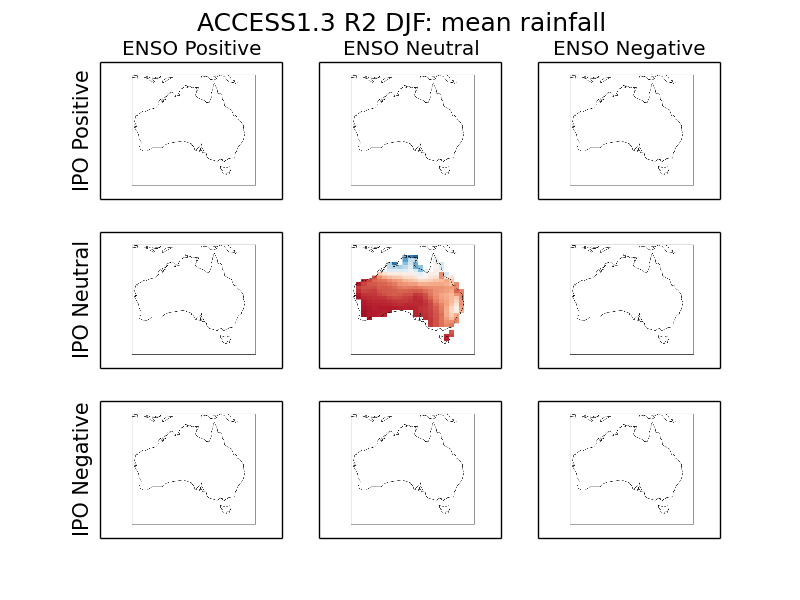 ACCESS1.3 R2 DJF: mean rainfall
ENSO Positive
ENSO Neutral
ENSO Negative
IPO Positive
IPO Neutral
IPO Negative